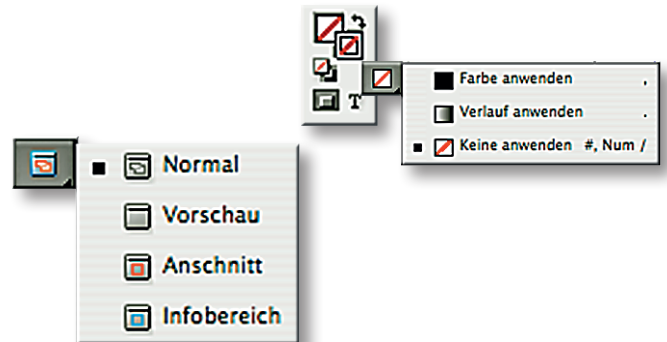 T
Farbe anwenden ,
Verlauf anwenden .
Keine anwenden #, Num /
Normal
Vorschau
Anschnitt
Infobereich